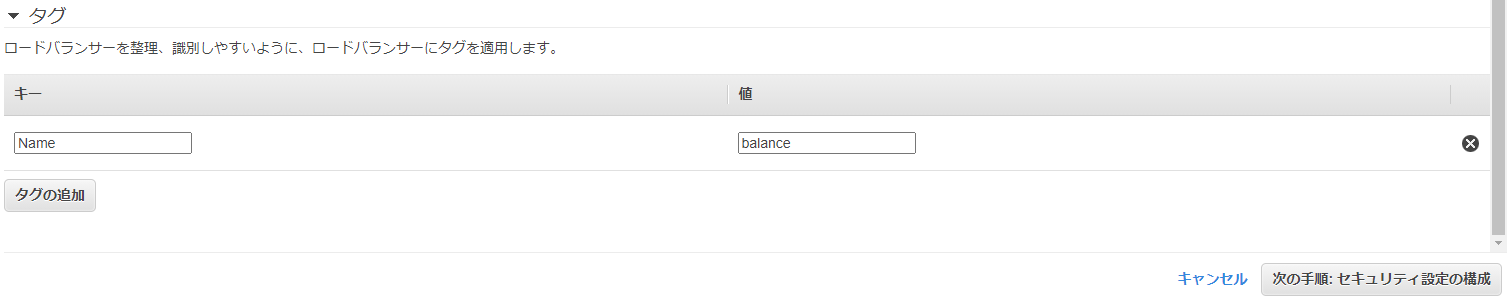 タグ
ロードバランサーを整理、識別しやすいように、ロードバランサーにタグを適用します。
キー 値
Name balance
タグの追加
キャンセル 次の手順: セキュリティ設定の構成